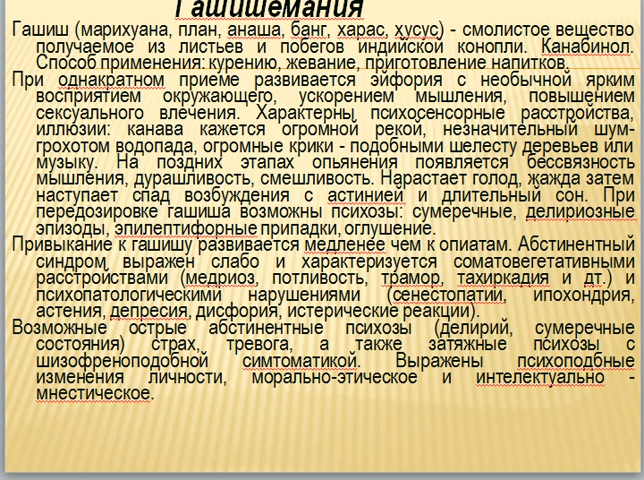 Гашишемания
Гашиш (марихуана, план, анаша, банг, харас, хусус) - смолистое вещество
получаемое из листьев и побегов индийской конопли. Канабинол.
Способ применения: курению, жевание, приготовление напитков.
При однакратном приеме развивается эйфория с необычной ярким
восприятием окружающего, ускорением мышления, повышением
сексуального влечения. Характерны психосенсорные расстройства,
иллюзии: канава кажется огромной рекой, незначительный шум-
грохотом водопада, огромные крики - подобными шелесту деревьев или
музыку. На поздних этапах опьянения появляется бессвязность
мышления, дурашливость, смешливость. Нарастает голод, жажда затем
наступает спад возбуждения с астинией и длительный сон. При
передозировке гашиша возможны психозы: сумеречные, делириозные
эпизоды, эпилептифорные припадки, оглушение.
Привыкание к гашишу развивается медленее чем к опиатам. Абстинентный
синдром выражен слабо и характеризуется соматовегетативными
расстройствами (медриоз, потливость, трамор, тахиркадия и дт.) и
психопатологическими нарушениями (сенестопатии, ипохондрия,
астения, депресия, дисфория, истерические реакции).
Возможные острые абстинентные психозы (делирий, сумеречные
состояния) страх, тревога, а также затяжные психозы с
шизофреноподобной симтоматикой. Выражены психоподбные
изменения личности, морально-этическое и интелектуально -
мнестическое.